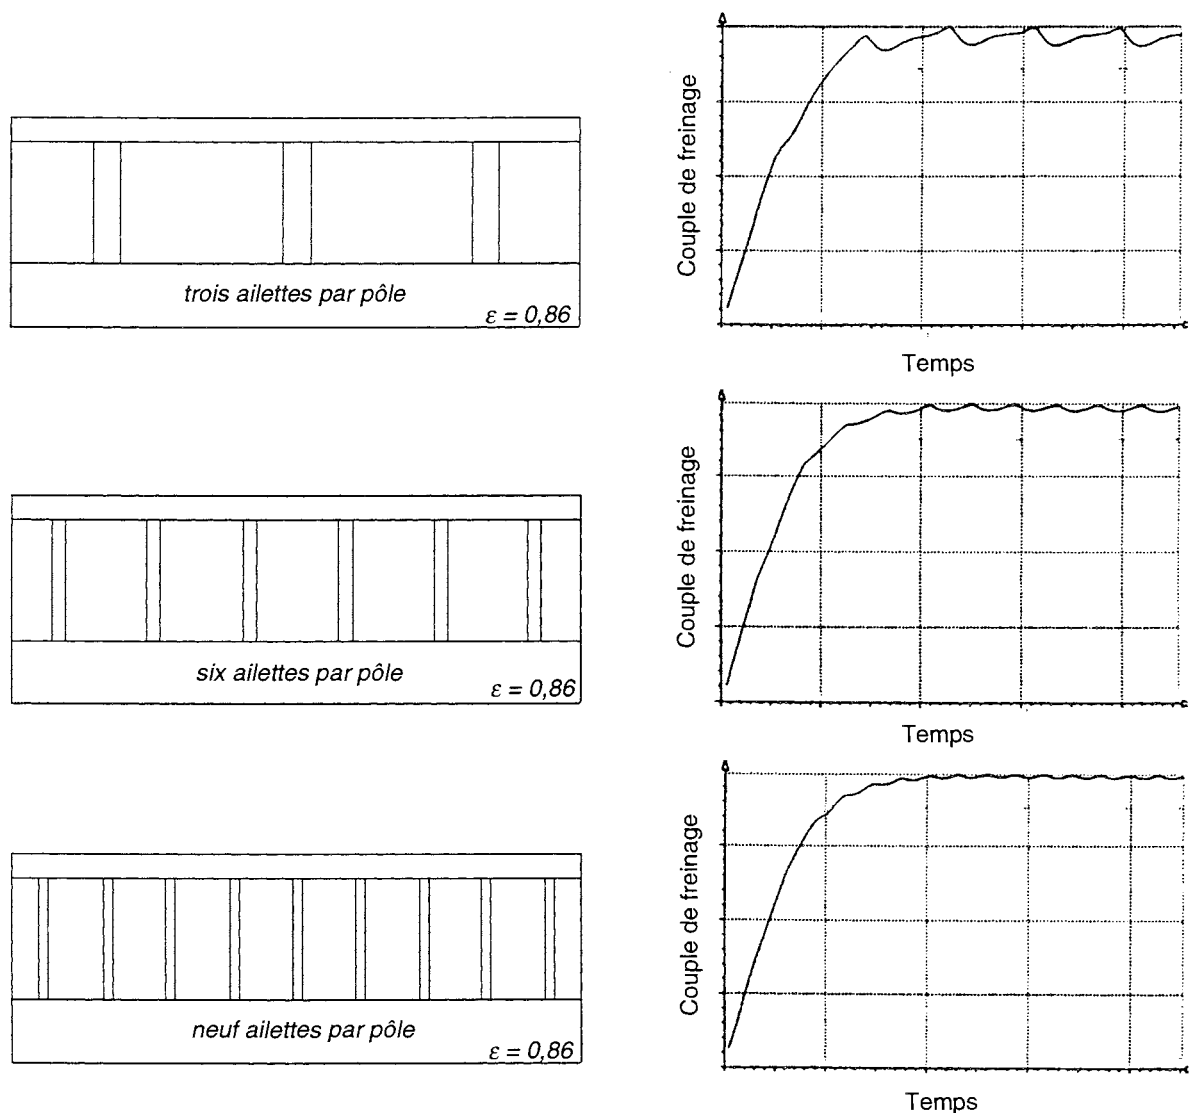 Couple de freinage
trois ailettes par pôle
ε = 0,86
Temps
Couple de freinage
six ailettes par pôle
ε = 0,86
Temps
Couple de freinage
neuf ailettes par pôle
ε = 0,86
Temps